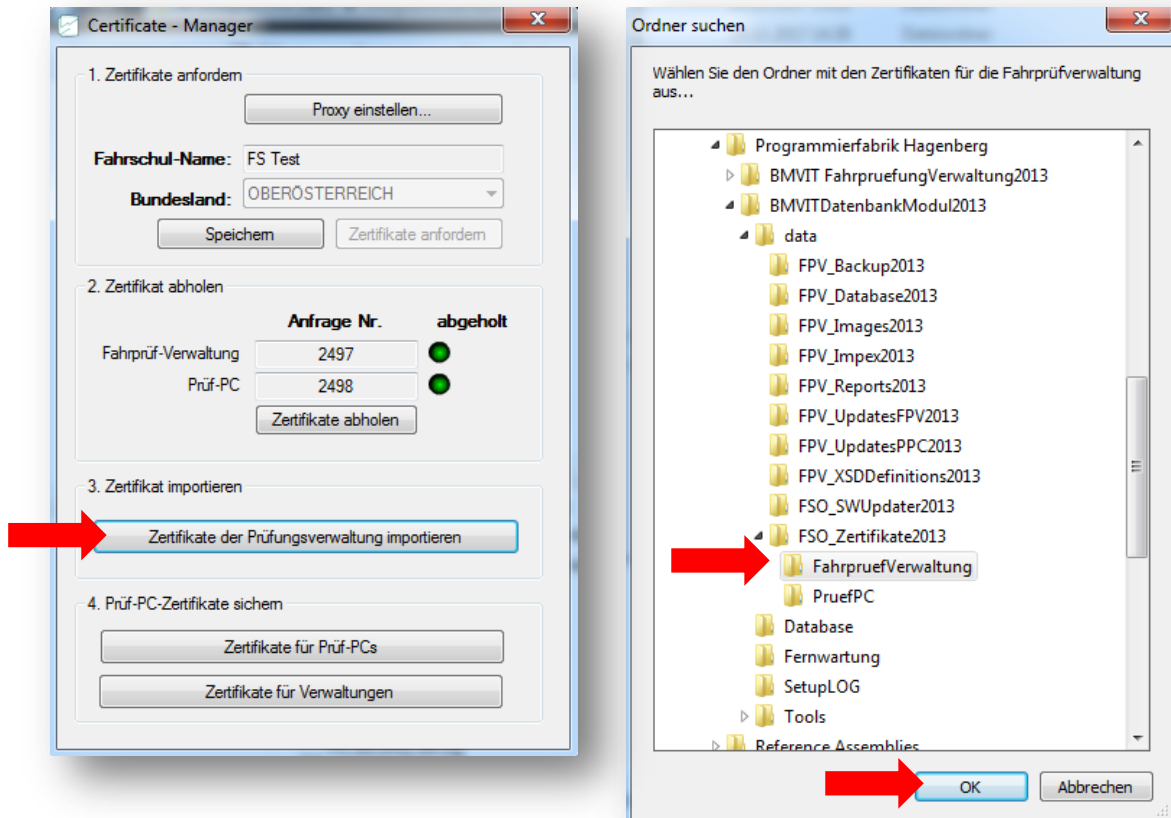 Certificate - Manager
1. Zertifikate anfordern
Proxy einstellen...
Fahrschul-Name: FS Test
Bundesland: OBERÖSTERREICH
Speichern Zertifikate anfordern
2. Zertifikat abholen
Anfrage Nr. abgeholt
Fahrprüf-Verwaltung 2497
Prüf-PC 2498
Zertifikate abholen
3. Zertifikat importieren
Zertifikate der Prüfungsverwaltung importieren
4. Prüf-PC-Zertifikate sichern
Zertifikate für Prüf-PCs
Zertifikate für Verwaltungen
Ordner suchen
Wählen Sie den Ordner mit den Zertifikaten für die Fahrprüfverwaltung
aus...
Programmierfabrik Hagenberg
BMVIT FahrpruefungVerwaltung2013
BMVITDatenbankModul2013
data
FPV_Backup2013
FPV_Database2013
FPV_Images2013
FPV_Impex2013
FPV_Reports2013
FPV_UpdatesFPV2013
FPV_UpdatesPPC2013
FPV_XSDDefinitions2013
FSO_SWUpdater2013
FSO_Zertifikate2013
FahrpruefVerwaltung
PruefPC
Database
Fernwartung
SetupLOG
Tools
Reference Assemblies
OK Abbrechen